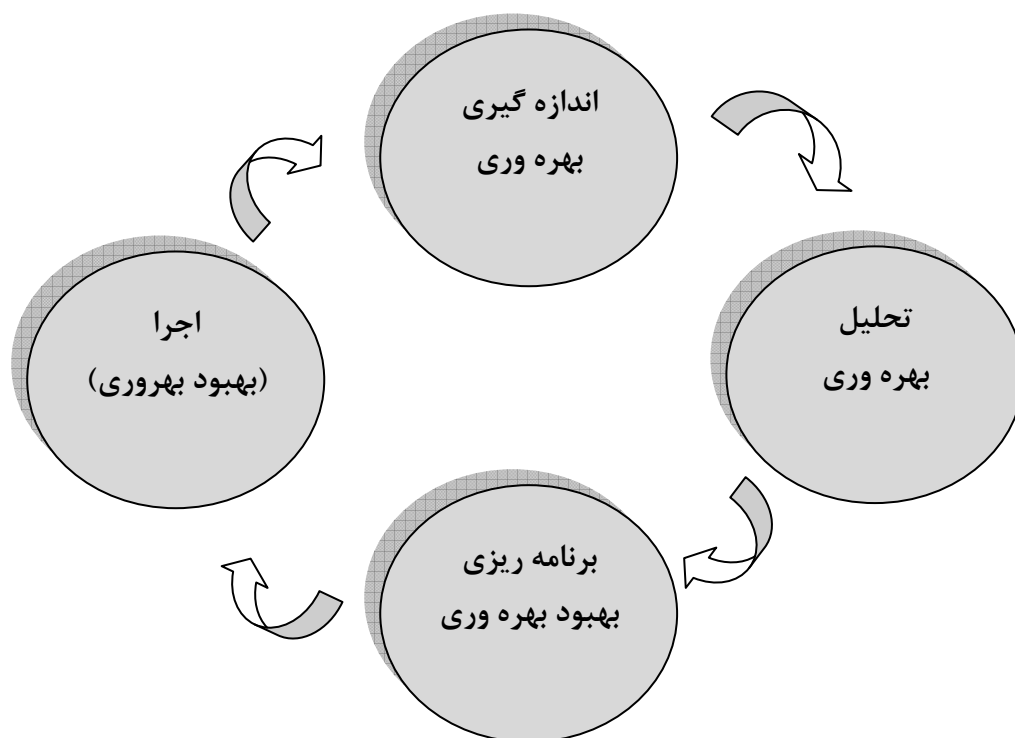 اندازه گیری
بهره وری
تحلیل
بهره وری
برنامه ریزی
بهبود بهره وری
اجرا
(بهبود بهروری)